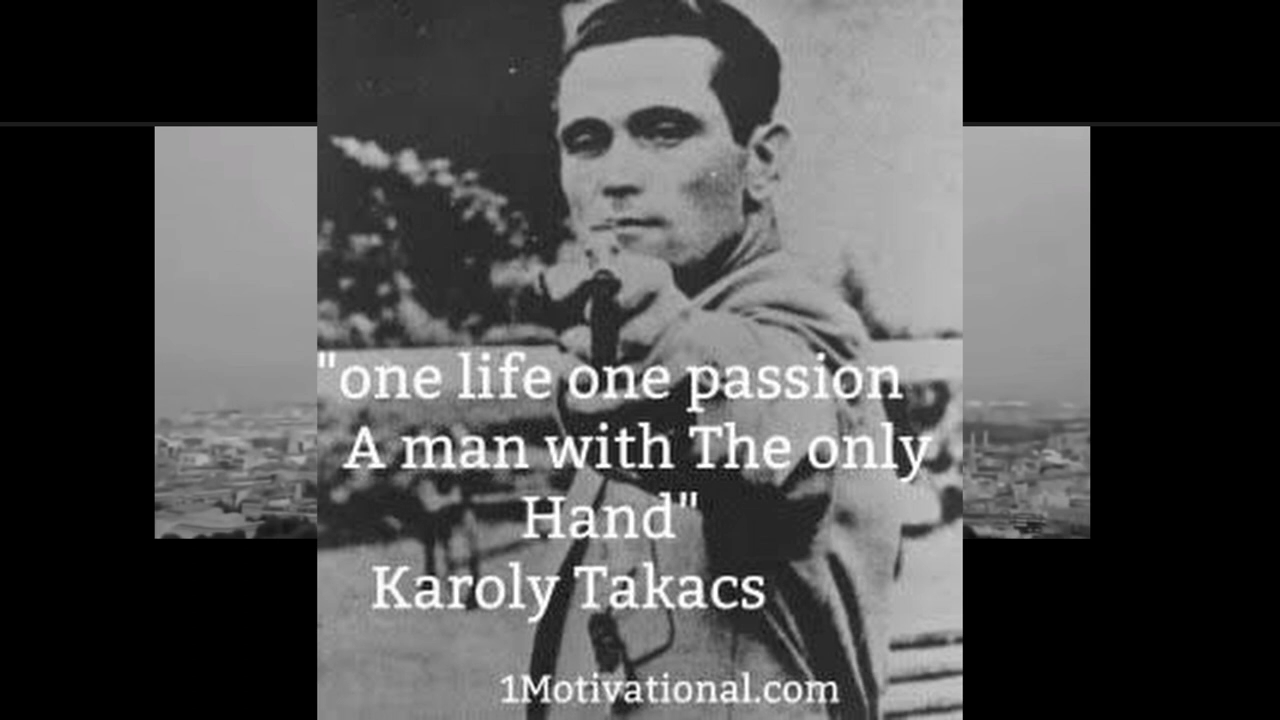 "one life one passion
A man with The only
Hand"
Karoly Takacs
1Motivational.com